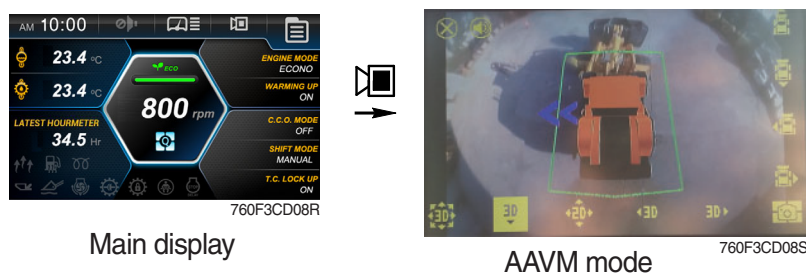 AM 10:00
23.4 ℃
23.4 ℃
LATEST HOURMETER
34.5 Hr
ECO
800 rpm
ENGINE MODE
ECONO
WARMING UP
ON
C.C.O. MODE
OFF
SHIFT MODE
MANUAL
T.C. LOCK UP
ON
760F3CD08R
Main display
3D
3D
2D
3D
3D
760F3CD08S
AAVM mode